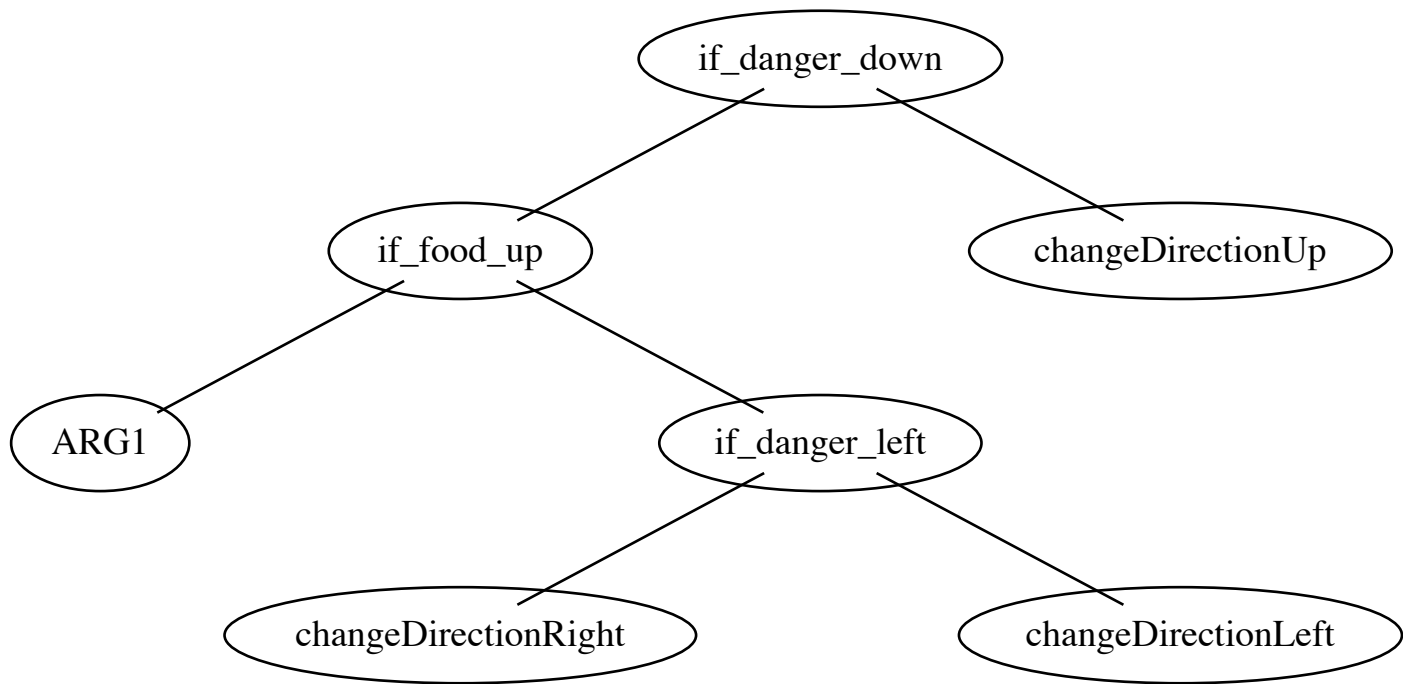 if_danger_down
if_food_up
changeDirectionUp
ARG1
if_danger_left
changeDirectionRight
changeDirectionLeft